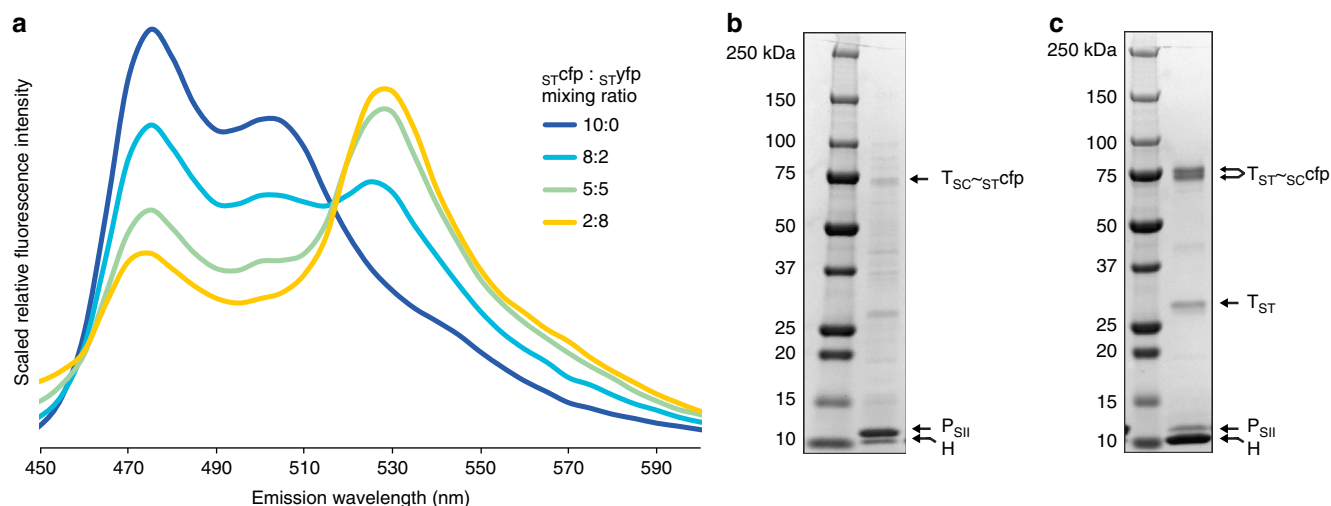 a
Scaled relative fluorescence intensity
STcfp : STyfp
mixing ratio
10:0
8:2
5:5
2:8
450 470 490 510 530 550 570 590
Emission wavelength (nm)
b
250 kDa
150
100
75
50
37
25
20
15
10
TSC~STcfp
PSII
H
c
250 kDa
150
100
75
50
37
25
20
15
10
TST~SCcfp
TST
PSII
H